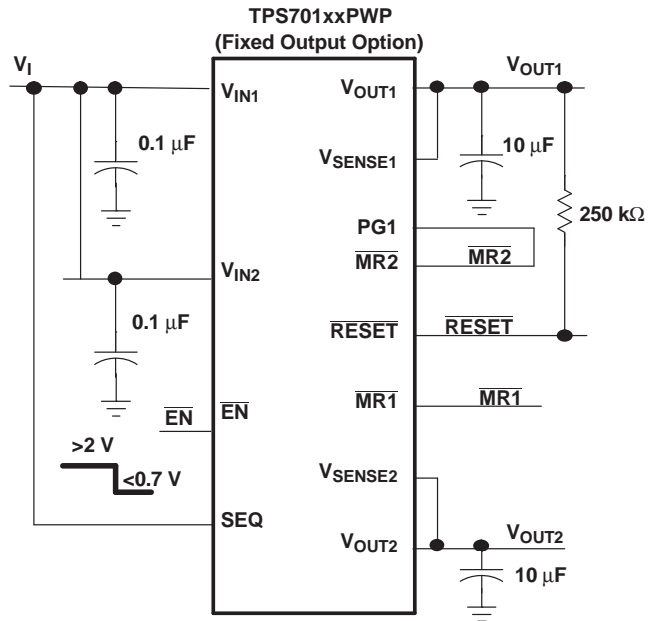 TPS701xxPWP
(Fixed Output Option)
VI
VIN1
VOUT1
VOUT1
0.1 μF
10 μF
VSENSE1
250 kΩ
PG1
MR2
MR2
VIN2
0.1 μF
RESET
RESET
EN
EN
MR1
MR1
>2 V
<0.7 V
VSENSE2
SEQ
VOUT2
VOUT2
10 μF